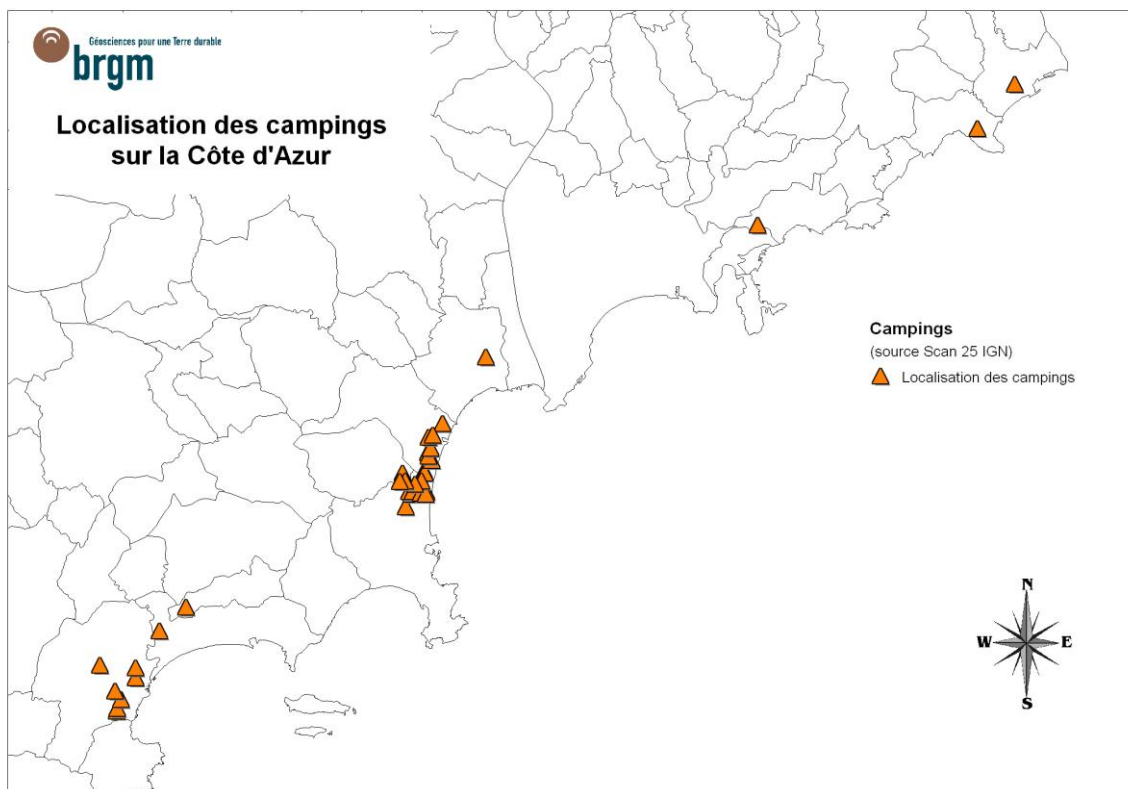 Géosciences pour une Terre durable
brgm
Localisation des campings
sur la Côte d'Azur
Campings
(source Scan 25 IGN)
Localisation des campings
N
W E
S